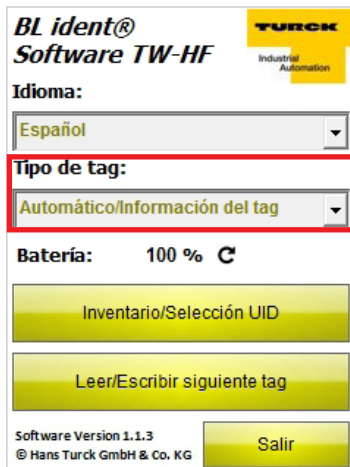 BL ident®
Software TW-HF
TURCK
Industrial
Automation
Idioma:
Español
Tipo de tag:
Automático/Información del tag
Batería: 100 %
Inventario/Selección UID
Leer/Escribir siguiente tag
Software Version 1.1.3
© Hans Turck GmbH & Co. KG
Salir